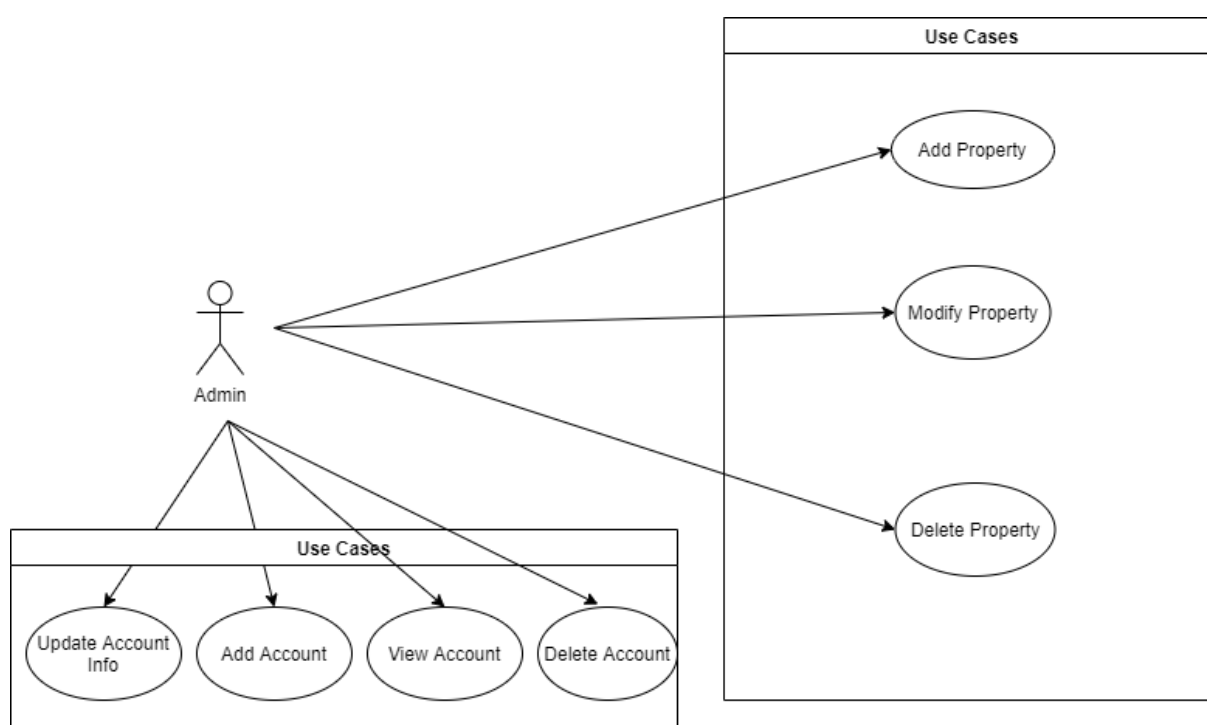 Use Cases
Add Property
Modify Property
Delete Property
Admin
Use Cases
Update Account
Info
Add Account
View Account
Delete Account